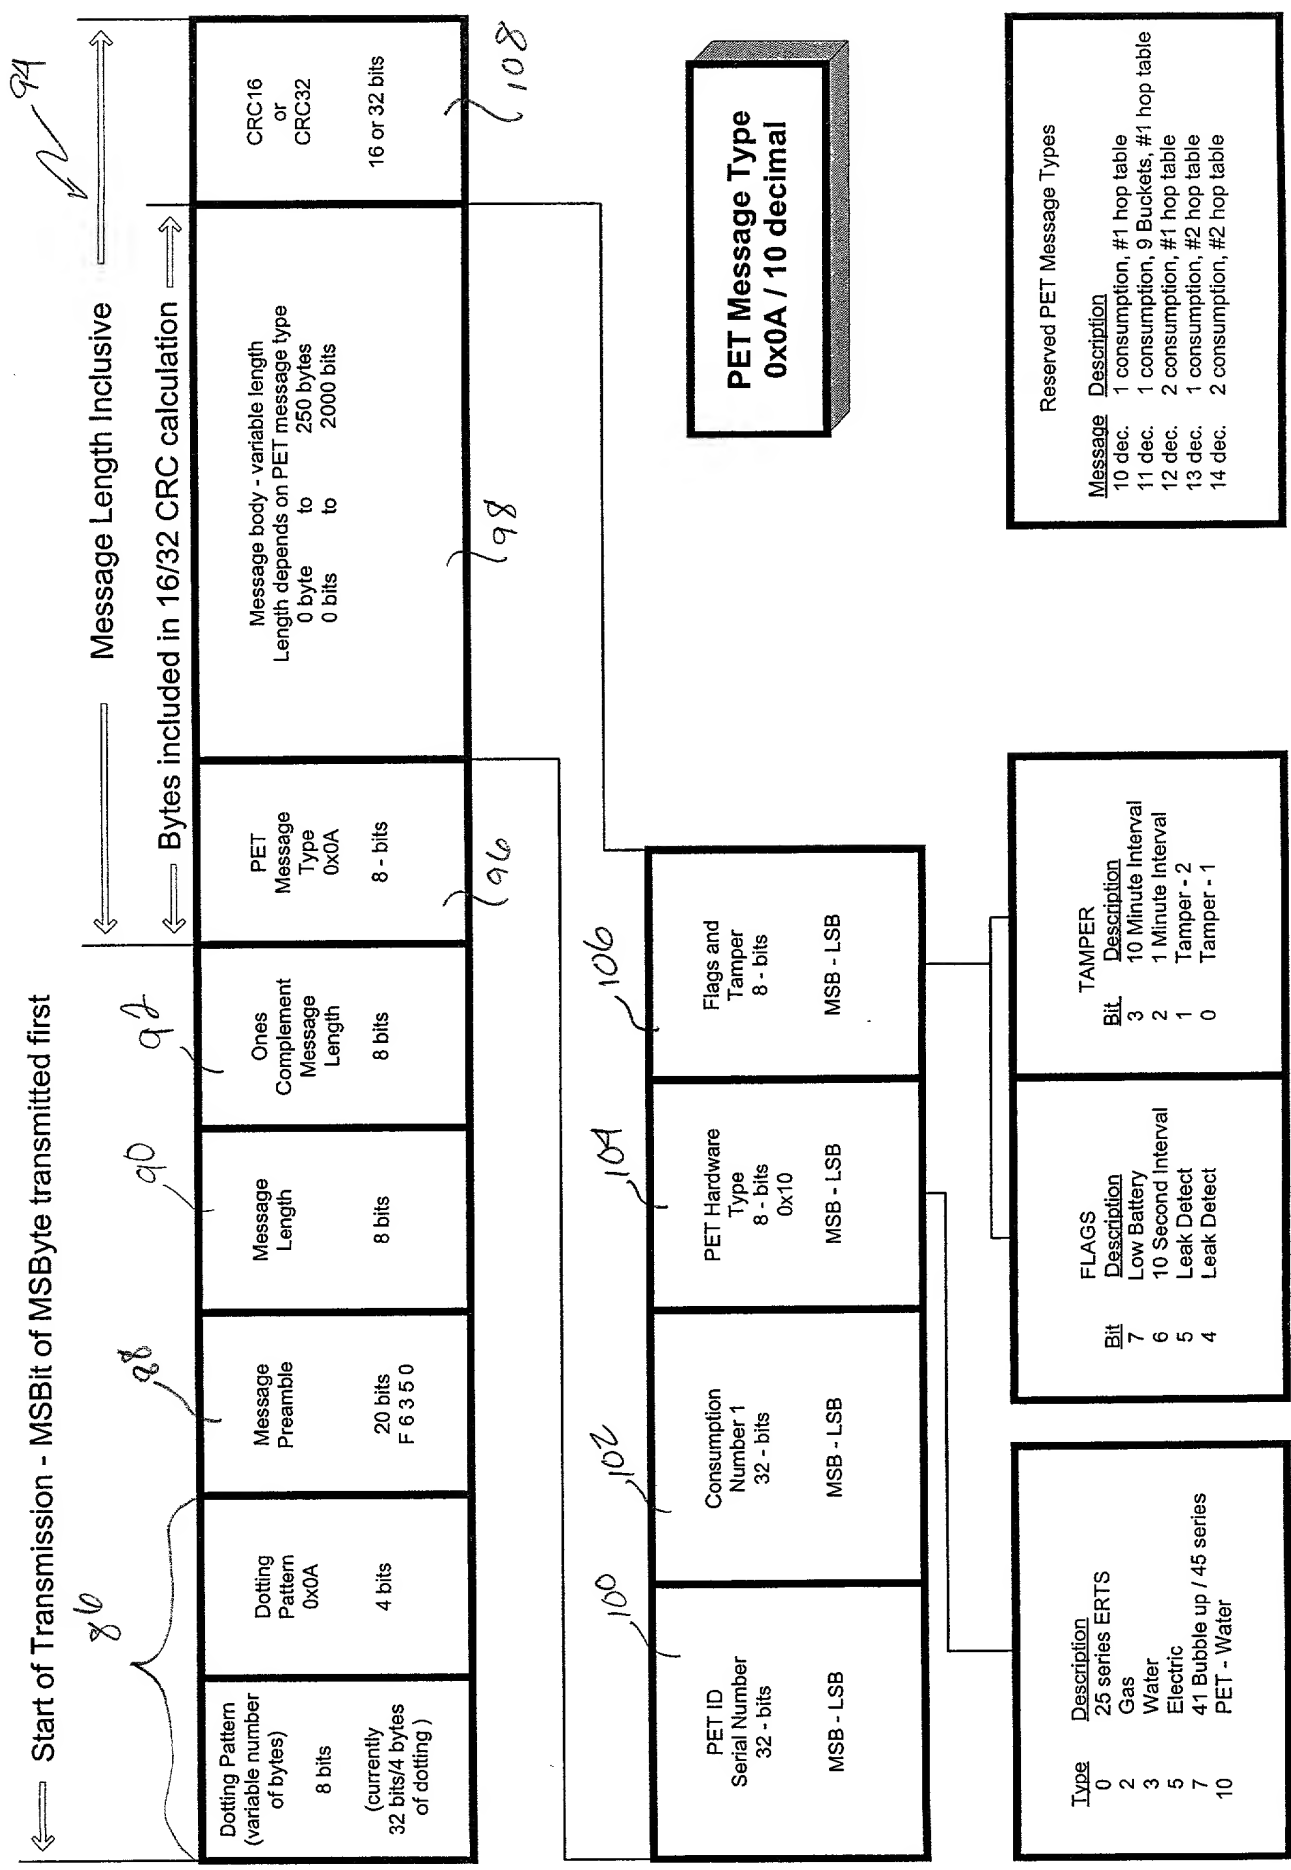 Start of Transmission - MSBit of MSByte transmitted first
94
Message Length Inclusive
Bytes included in 16/32 CRC calculation
86
88
90
92
Dotting Pattern
(variable number
of bytes)
8 bits
(currently
32 bits/4 bytes
of dotting )
Dotting
Pattern
0x0A
4 bits
Message
Preamble
20 bits
F 6 3 5 0
Message
Length
8 bits
Ones
Complement
Message
Length
8 bits
PET
Message
Type
0x0A
8 - bits
96
Message body - variable length
Length depends on PET message type
0 byte to 250 bytes
0 bits to 2000 bits
98
CRC16
or
CRC32
16 or 32 bits
108
100
102
104
106
PET ID
Serial Number
32 - bits
MSB - LSB
Consumption
Number 1
32 - bits
MSB - LSB
PET Hardware
Type
8 - bits
0x10
MSB - LSB
Flags and
Tamper
8 - bits
MSB - LSB
PET Message Type
0x0A / 10 decimal
Type Description
0 25 series ERTS
2 Gas
3 Water
5 Electric
7 41 Bubble up / 45 series
10 PET - Water
FLAGS
Bit Description
7 Low Battery
6 10 Second Interval
5 Leak Detect
4 Leak Detect
TAMPER
Bit Description
3 10 Minute Interval
2 1 Minute Interval
1 Tamper - 2
0 Tamper - 1
Reserved PET Message Types
Message Description
10 dec. 1 consumption, #1 hop table
11 dec. 1 consumption, 9 Buckets, #1 hop table
12 dec. 2 consumption, #1 hop table
13 dec. 1 consumption, #2 hop table
14 dec. 2 consumption, #2 hop table